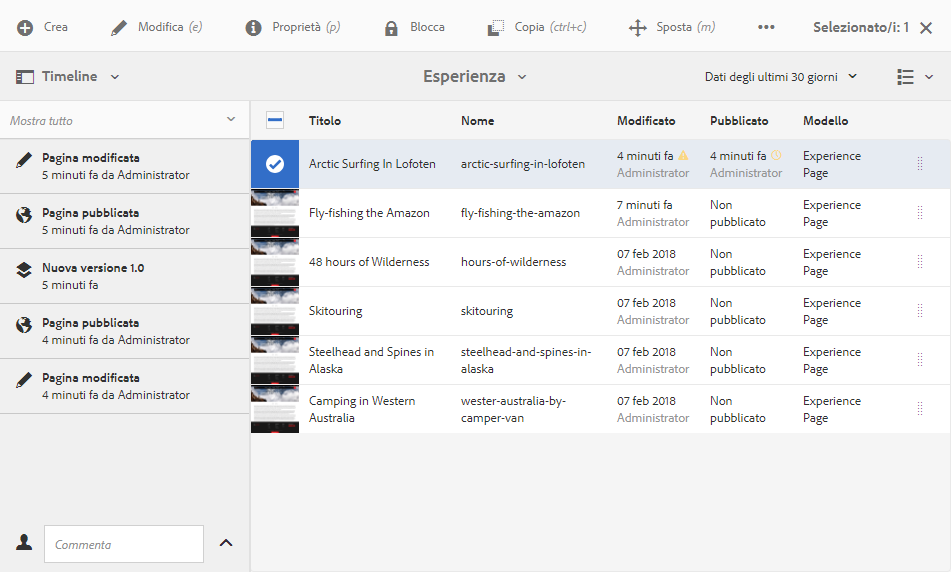 Crea Modifica (e) Proprietà (p) Blocca Copia (ctrl+c) Sposta (m) Selezionato/i: 1
Timeline Esperienza Dati degli ultimi 30 giorni
Mostra tutto
Pagina modificata
5 minuti fa da Administrator
Pagina pubblicata
5 minuti fa da Administrator
Nuova versione 1.0
5 minuti fa
Pagina pubblicata
4 minuti fa da Administrator
Pagina modificata
4 minuti fa da Administrator
Commenta
Titolo Nome Modificato Pubblicato Modello
Arctic Surfing In Lofoten arctic-surfing-in-lofoten 4 minuti fa 4 minuti fa Experience
Administrator Administrator Page
Fly-fishing the Amazon fly-fishing-the-amazon 7 minuti fa Non Experience
Administrator pubblicato Page
48 hours of Wilderness hours-of-wilderness 07 feb 2018 Non Experience
Administrator pubblicato Page
Skitouring skitouring 07 feb 2018 Non Experience
Administrator pubblicato Page
Steelhead and Spines in steelhead-and-spines-in- 07 feb 2018 Non Experience
Alaska alaska Administrator pubblicato Page
Camping in Western wester-australia-by- 07 feb 2018 Non Experience
Australia camper-van Administrator pubblicato Page